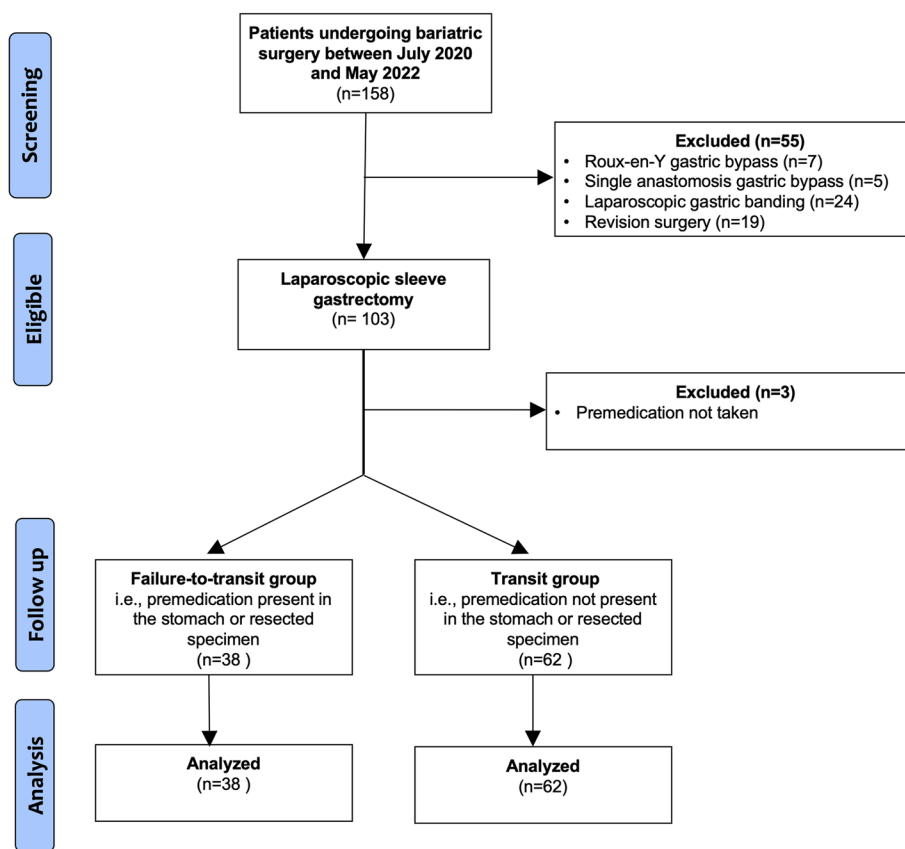 Screening
Patients undergoing bariatric
surgery between July 2020
and May 2022
(n=158)
Excluded (n=55)
• Roux-en-Y gastric bypass (n=7)
• Single anastomosis gastric bypass (n=5)
• Laparoscopic gastric banding (n=24)
• Revision surgery (n=19)
Eligible
Laparoscopic sleeve
gastrectomy
(n= 103)
Excluded (n=3)
• Premedication not taken
Follow up
Failure-to-transit group
i.e., premedication present in
the stomach or resected
specimen
(n=38 )
Transit group
i.e., premedication not present
in the stomach or resected
specimen
(n=62 )
Analysis
Analyzed
(n=38 )
Analyzed
(n=62)